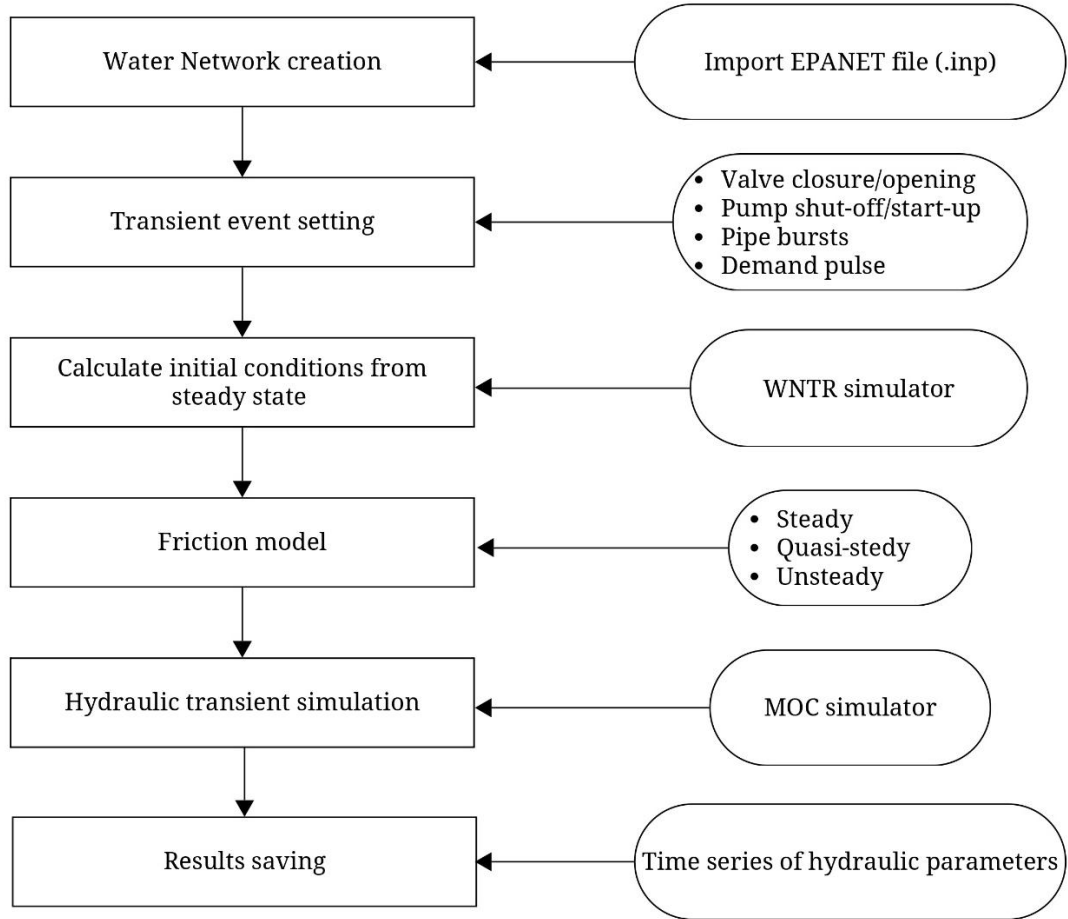 Water Network creation
Import EPANET file (.inp)
Transient event setting
• Valve closure/opening
• Pump shut-off/start-up
• Pipe bursts
• Demand pulse
Calculate initial conditions from
steady state
WNTR simulator
Friction model
• Steady
• Quasi-stedy
• Unsteady
Hydraulic transient simulation
MOC simulator
Results saving
Time series of hydraulic parameters